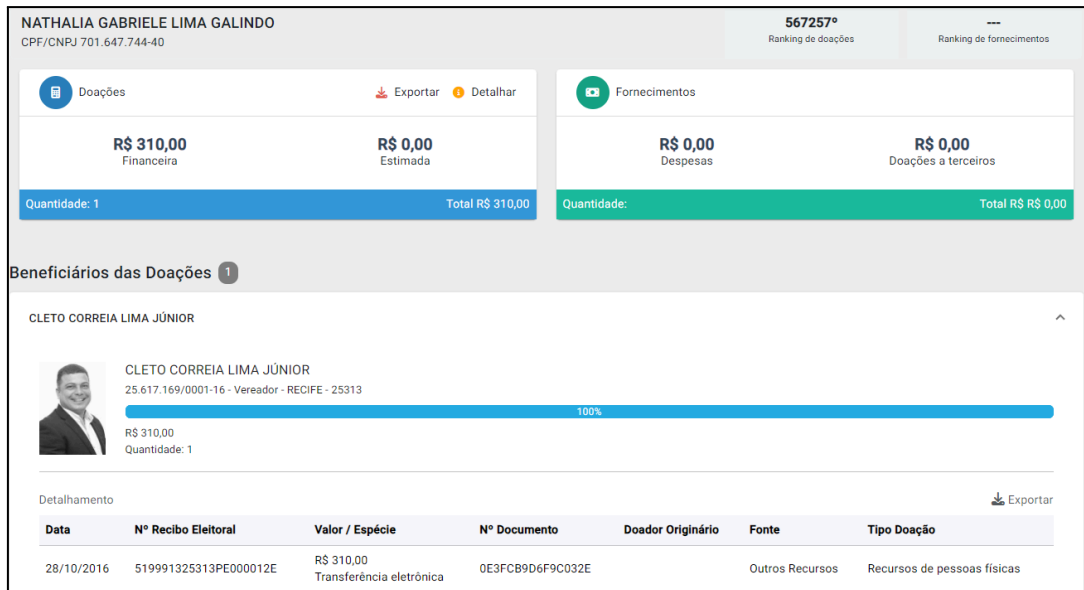 NATHALIA GABRIELE LIMA GALINDO
CPF/CNPJ 701.647.744-40
567257º
Ranking de doações
---
Ranking de fornecimentos
Doações
Exportar
Detalhar
R$ 310,00
Financeira
R$ 0,00
Estimada
Quantidade: 1
Total R$ 310,00
Fornecimentos
R$ 0,00
Despesas
R$ 0,00
Doações a terceiros
Quantidade:
Total R$ R$ 0,00
Beneficiários das Doações 1
CLETO CORREIA LIMA JÚNIOR
CLETO CORREIA LIMA JÚNIOR
25.617.169/0001-16 - Vereador - RECIFE - 25313
100%
R$ 310,00
Quantidade: 1
Detalhamento
Exportar
Data Nº Recibo Eleitoral Valor / Espécie Nº Documento Doador Originário Fonte Tipo Doação
28/10/2016 519991325313PE000012E R$ 310,00 Transferência eletrônica 0E3FCB9D6F9C032E Outros Recursos Recursos de pessoas físicas